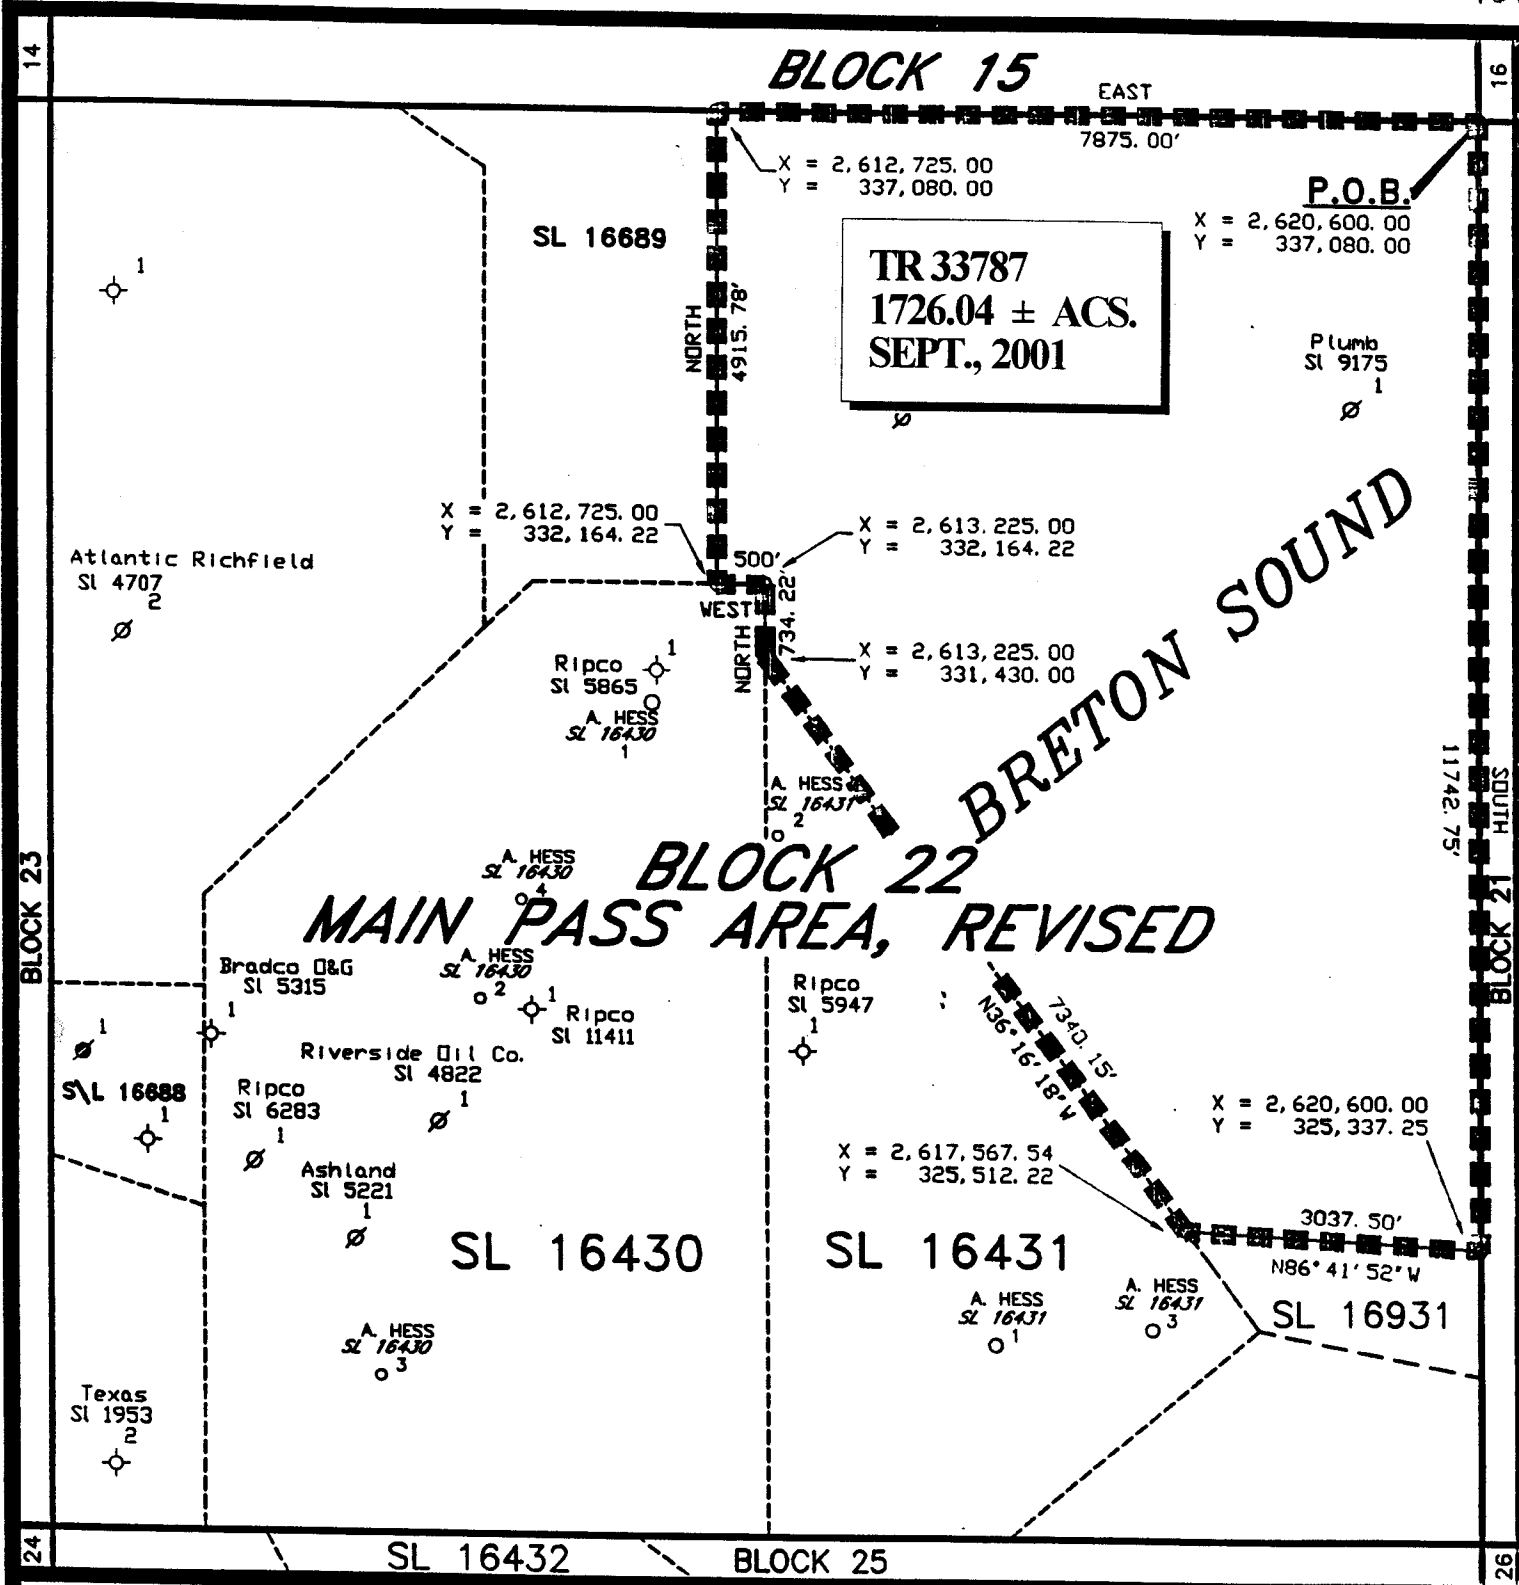 14
BLOCK 15
16
EAST
7875.00'
X = 2,612,725.00
Y = 337,080.00
P.O.B.
X = 2,620,600.00
Y = 337,080.00
SL 16689
1
TR 33787
1726.04 ± ACS.
SEPT., 2001
NORTH
4915.78'
Plumb
Sl 9175
1
X = 2,612,725.00
Y = 332,164.22
X = 2,613.225.00
Y = 332,164.22
500'
WEST
734.22'
NORTH
Atlantic Richfield
Sl 4707
2
X = 2,613,225.00
Y = 331,430.00
Ripco
Sl 5865
1
A. HESS
SL 16430
1
BRETON SOUND
A. HESS
SL 16431
2
11742.75'
SOUTH
BLOCK 23
BLOCK 21
A. HESS
SL 16430
4
BLOCK 22
MAIN PASS AREA, REVISED
A. HESS
SL 16430
2
Bradco O&G
Sl 5315
1
1
Ripco
Sl 11411
Ripco
Sl 5947
1
7340.15'
N36°16'18"W
1
S\L 16688
1
Riverside Oil Co.
Sl 4822
1
Ripco
Sl 6283
1
X = 2,620,600.00
Y = 325,337.25
X = 2,617,567.54
Y = 325,512.22
Ashland
Sl 5221
1
3037.50'
N86°41'52"W
SL 16430
SL 16431
A. HESS
SL 16431
1
A. HESS
SL 16431
3
SL 16931
A. HESS
SL 16430
3
Texas
Sl 1953
2
24
SL 16432
BLOCK 25
26